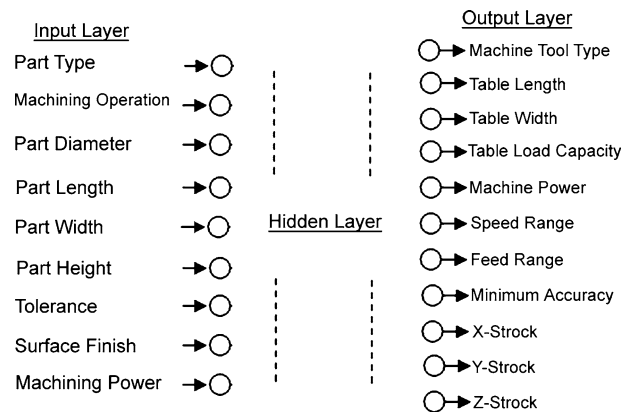 Input Layer
Part Type
Machining Operation
Part Diameter
Part Length
Part Width
Part Height
Tolerance
Surface Finish
Machining Power
Hidden Layer
Output Layer
Machine Tool Type
Table Length
Table Width
Table Load Capacity
Machine Power
Speed Range
Feed Range
Minimum Accuracy
X-Strock
Y-Strock
Z-Strock